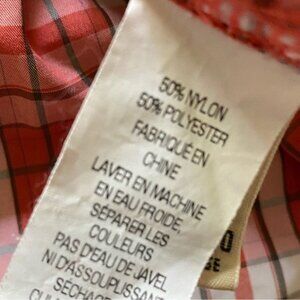 50% NYLON
50% POLYESTER
FABRIQUÉ EN
CHINE
LAVER EN MACHINE
EN EAU FROIDE,
SÉPARER LES
COULEURS
PAS D'EAU DE JAVEL
NI D'ASSOUPLISSANT